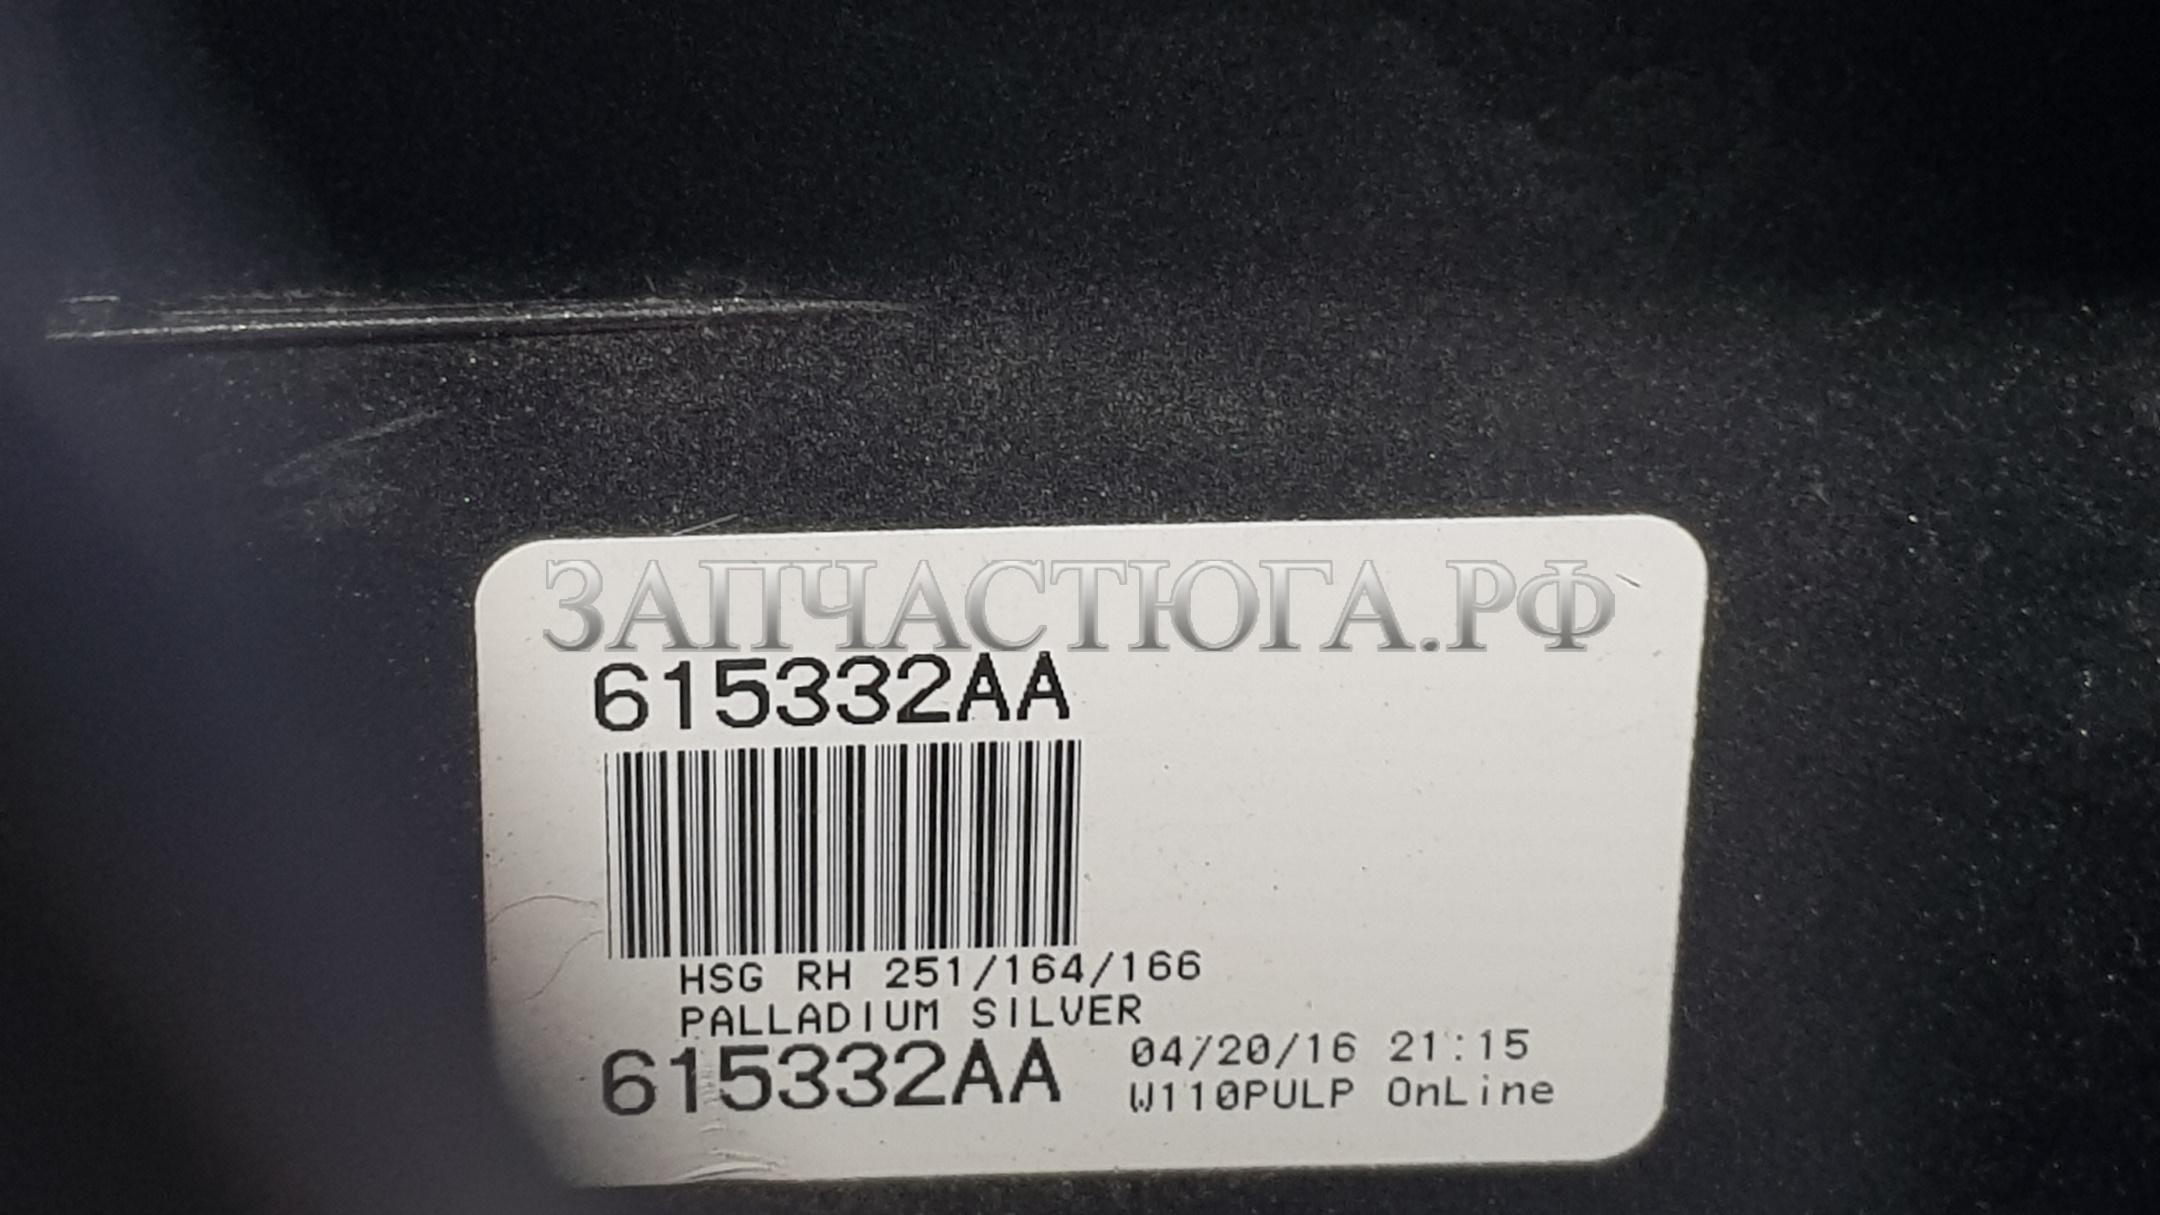 ЗАПЧАСТЮГА.РФ
615332AA
HSG RH 251/164/166
PALLADIUM SILVER
615332AA
04/20/16 21:15
W110PULP OnLine